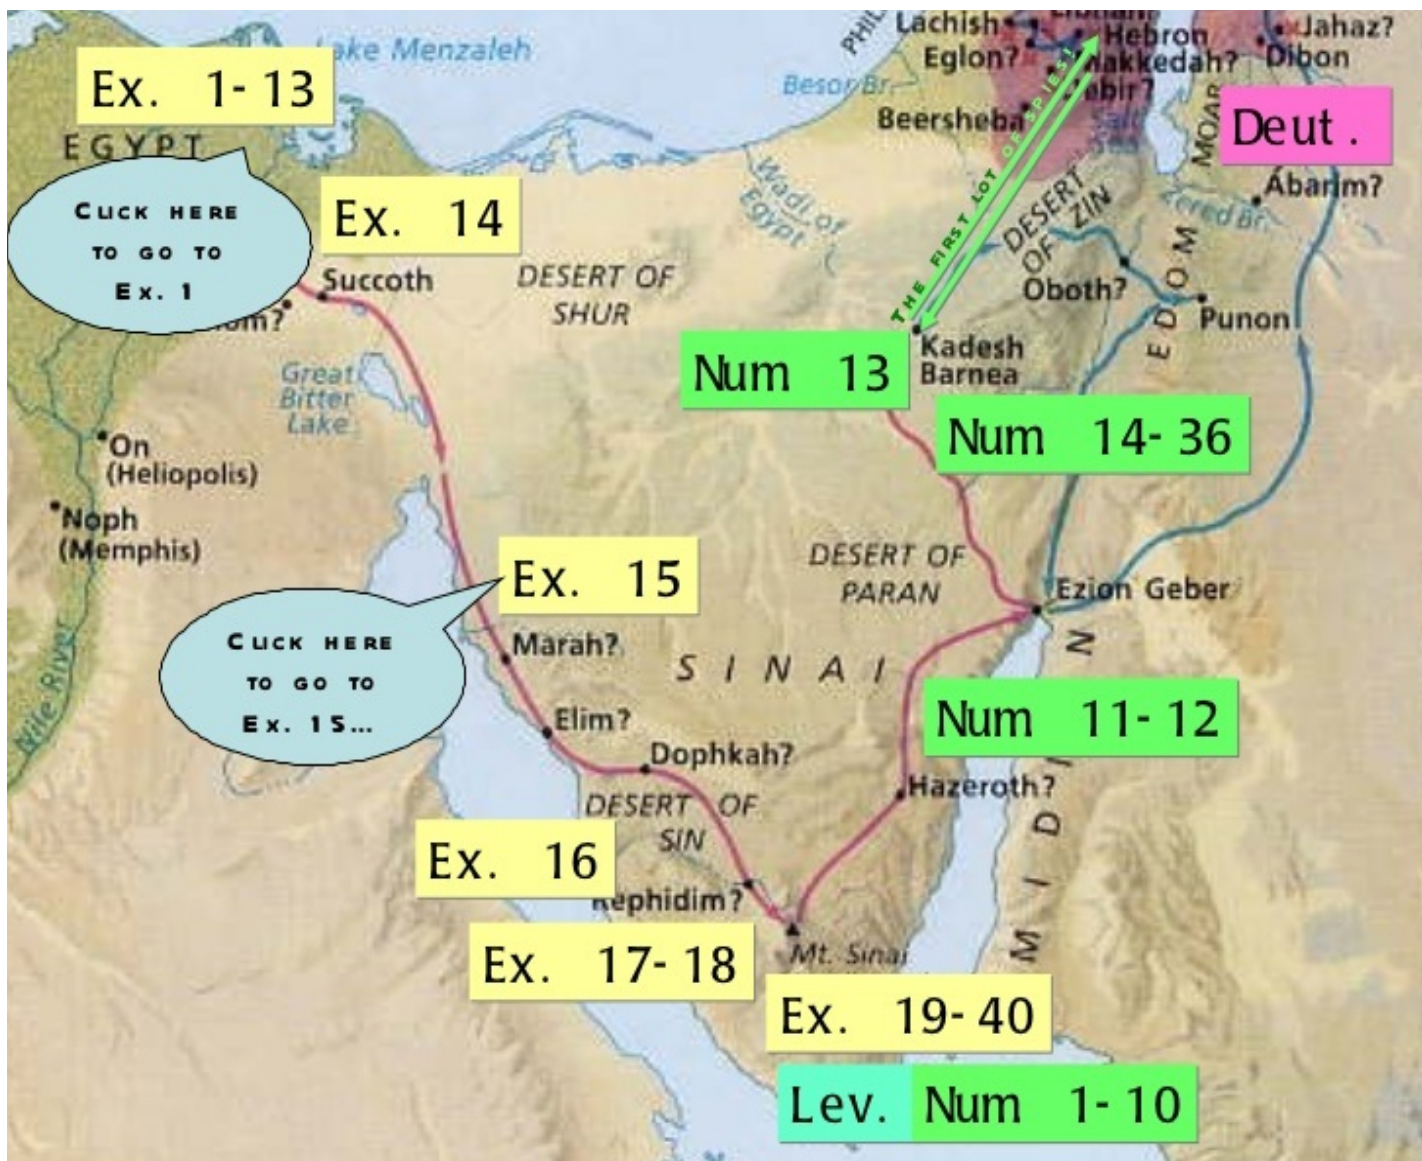 Lake Menzaleh
Ex. 1-13
EGYPT
CLICK HERE
TO GO TO
EX. 1
Ex. 14
Succoth
DESERT OF
SHUR
Great
Bitter
Lake
On
(Heliopolis)
Noph
(Memphis)
Nile River
Lachish
Eglon?
Hebron
Makkedah?
Debir?
Jahaz?
Dibon
Besor Br.
Beersheba
Salt
MOAB
Deut.
Abarim?
Zered Br.
Wadi of
Egypt
THE FIRST LOT OF SPIES!
DESERT
OF ZIN
Oboth?
EDOM
Punon
Kadesh
Barnea
Num 13
Num 14-36
DESERT OF
PARAN
Ezion Geber
Ex. 15
CLICK HERE
TO GO TO
EX. 15...
Marah?
SINAI
Elim?
Num 11-12
Dophkah?
Hazeroth?
DESERT OF
SIN
MIDIAN
Ex. 16
Rephidim?
Mt. Sinai
Ex. 17-18
Ex. 19-40
Lev. Num 1-10